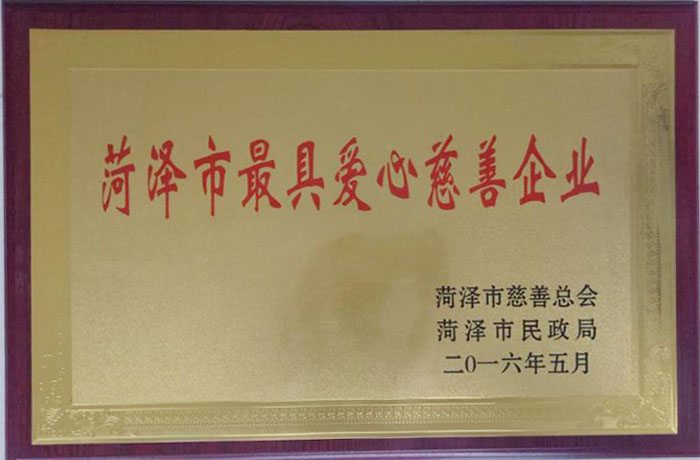 菏泽市最具爱心慈善企业
菏泽市慈善总会
菏泽市民政局
二0一六年五月